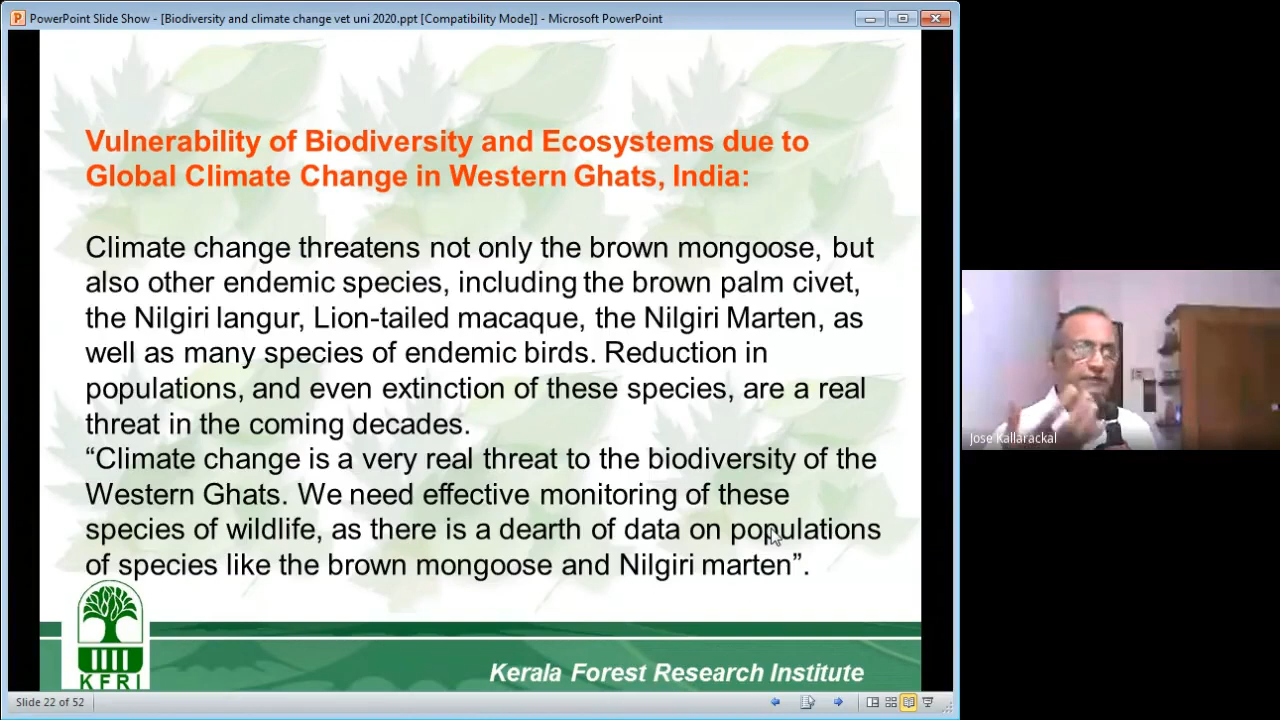 PowerPoint Slide Show - [Biodiversity and climate change vet uni 2020.ppt [Compatibility Mode]] - Microsoft PowerPoint
Vulnerability of Biodiversity and Ecosystems due to
Global Climate Change in Western Ghats, India:
Climate change threatens not only the brown mongoose, but
also other endemic species, including the brown palm civet,
the Nilgiri langur, Lion-tailed macaque, the Nilgiri Marten, as
well as many species of endemic birds. Reduction in
populations, and even extinction of these species, are a real
threat in the coming decades.
“Climate change is a very real threat to the biodiversity of the
Western Ghats. We need effective monitoring of these
species of wildlife, as there is a dearth of data on populations
of species like the brown mongoose and Nilgiri marten”.
KFRI
Kerala Forest Research Institute
Slide 22 of 52
Jose Kallarackal